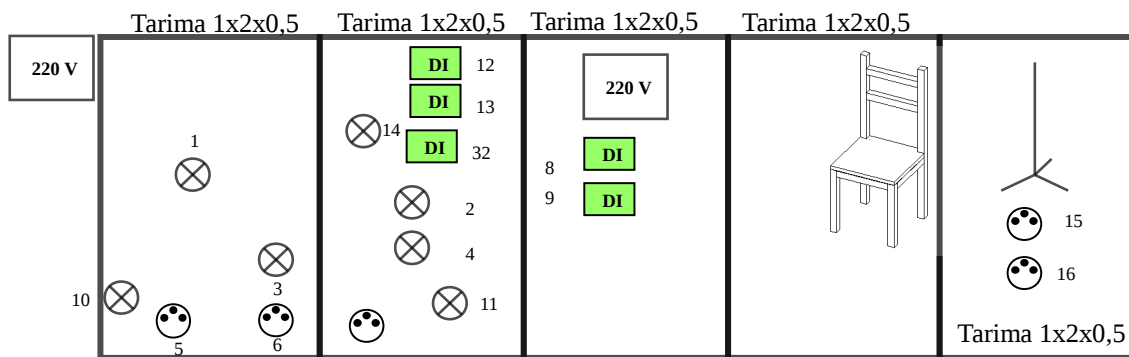 Tarima 1x2x0,5
Tarima 1x2x0,5
Tarima 1x2x0,5
Tarima 1x2x0,5
220 V
1
10
3
5
6
DI 12
DI 13
14
DI 32
2
4
11
220 V
8 DI
9 DI
15
16
Tarima 1x2x0,5